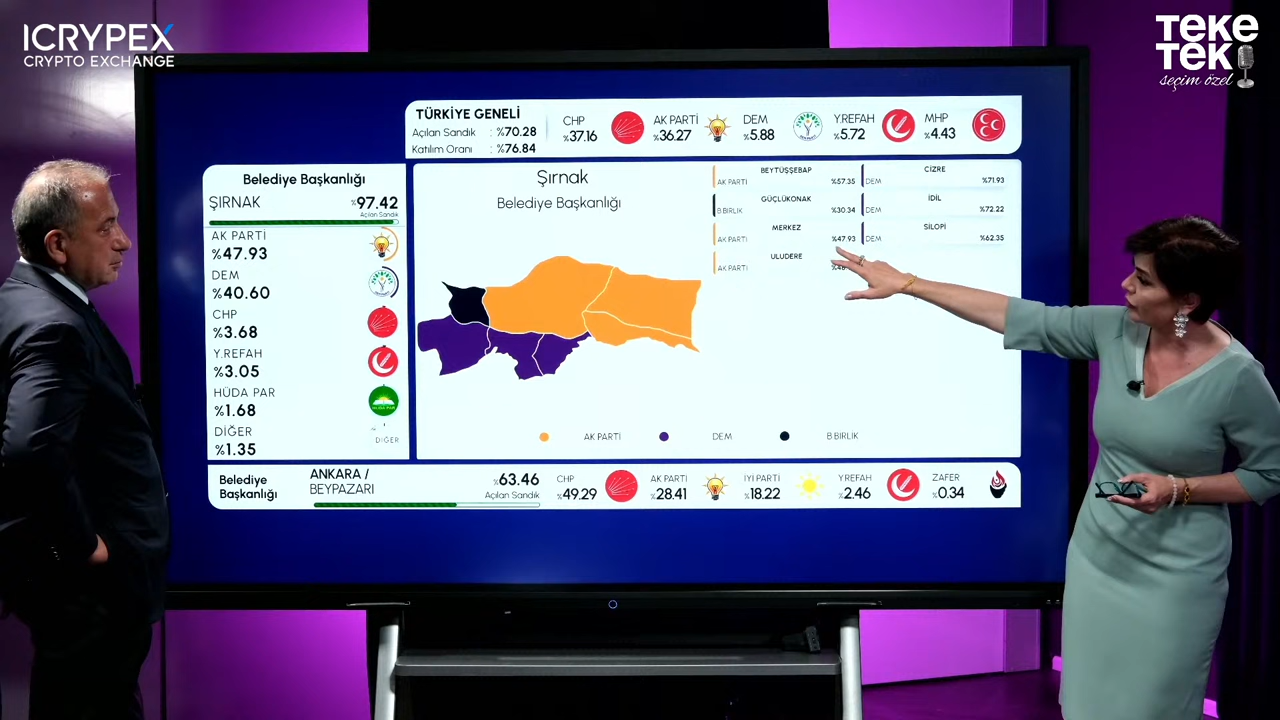 ICRYPEX
CRYPTO EXCHANGE
TEKE
TEK
seçim özel
TÜRKİYE GENELİ
Açılan Sandık : %70.28
Katılım Oranı : %76.84
CHP %37.16
AK PARTİ %36.27
DEM %5.88
Y.REFAH %5.72
MHP %4.43
Belediye Başkanlığı
ŞIRNAK %97.42
Açılan Sandık
AK PARTİ
%47.93
DEM
%40.60
CHP
%3.68
Y.REFAH
%3.05
HÜDA PAR
%1.68
DİĞER
%1.35
DİĞER
Şırnak
Belediye Başkanlığı
BEYTÜŞŞEBAP
AK PARTİ %57.35
GÜÇLÜKONAK
B.BİRLİK %30.34
MERKEZ
AK PARTİ %47.93
ULUDERE
AK PARTİ
CİZRE
DEM %71.93
İDİL
DEM %72.22
SİLOPİ
DEM %62.35
AK PARTİ DEM B.BİRLİK
Belediye
Başkanlığı
ANKARA /
BEYPAZARI
%63.46
Açılan Sandık
CHP %49.29
AK PARTİ %28.41
İYİ PARTİ %18.22
Y.REFAH %2.46
ZAFER %0.34